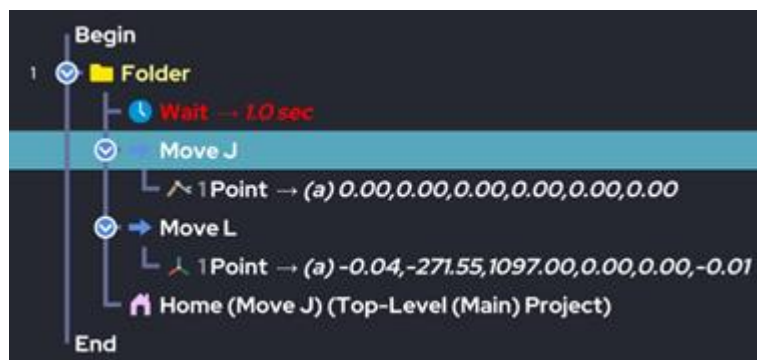 Begin
1 Folder
Wait → 1.0 sec
Move J
1 Point → (a) 0.00,0.00,0.00,0.00,0.00,0.00
Move L
1 Point → (a) -0.04,-271.55,1097.00,0.00,0.00,-0.01
Home (Move J) (Top-Level (Main) Project)
End